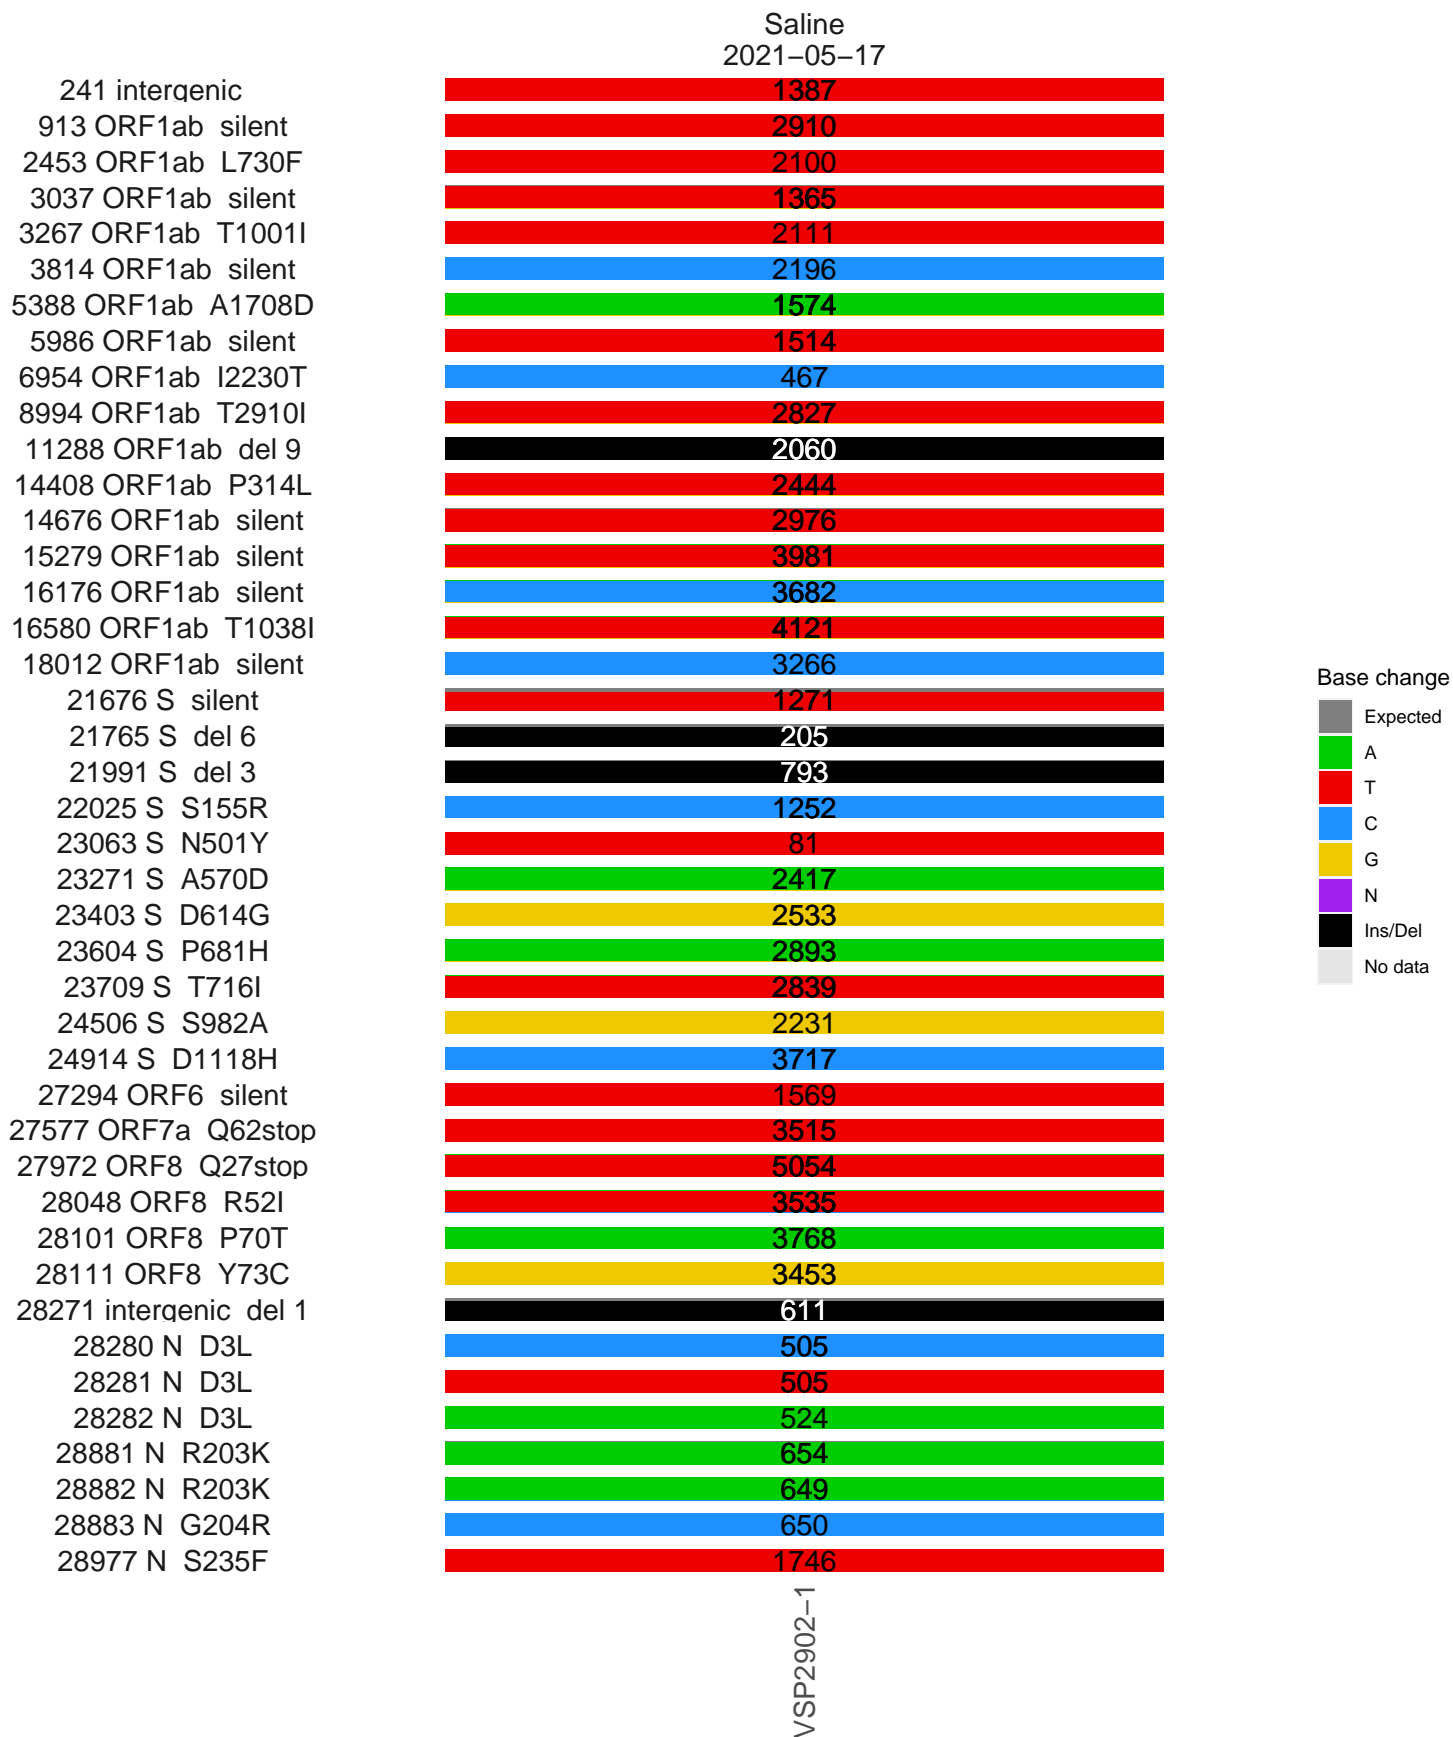 Saline
2021−05−17
241 intergenic 1387
913 ORF1ab silent 2910
2453 ORF1ab L730F 2100
3037 ORF1ab silent 1365
3267 ORF1ab T1001I 2111
3814 ORF1ab silent 2196
5388 ORF1ab A1708D 1574
5986 ORF1ab silent 1514
6954 ORF1ab I2230T 467
8994 ORF1ab T2910I 2827
11288 ORF1ab del 9 2060
14408 ORF1ab P314L 2444
14676 ORF1ab silent 2976
15279 ORF1ab silent 3981
16176 ORF1ab silent 3682
16580 ORF1ab T1038I 4121
18012 ORF1ab silent 3266
21676 S silent 1271
21765 S del 6 205
21991 S del 3 793
22025 S S155R 1252
23063 S N501Y 81
23271 S A570D 2417
23403 S D614G 2533
23604 S P681H 2893
23709 S T716I 2839
24506 S S982A 2231
24914 S D1118H 3717
27294 ORF6 silent 1569
27577 ORF7a Q62stop 3515
27972 ORF8 Q27stop 5054
28048 ORF8 R52I 3535
28101 ORF8 P70T 3768
28111 ORF8 Y73C 3453
28271 intergenic del 1 611
28280 N D3L 505
28281 N D3L 505
28282 N D3L 524
28881 N R203K 654
28882 N R203K 649
28883 N G204R 650
28977 N S235F 1746
VSP2902−1
Base change
Expected
A
T
C
G
N
Ins/Del
No data